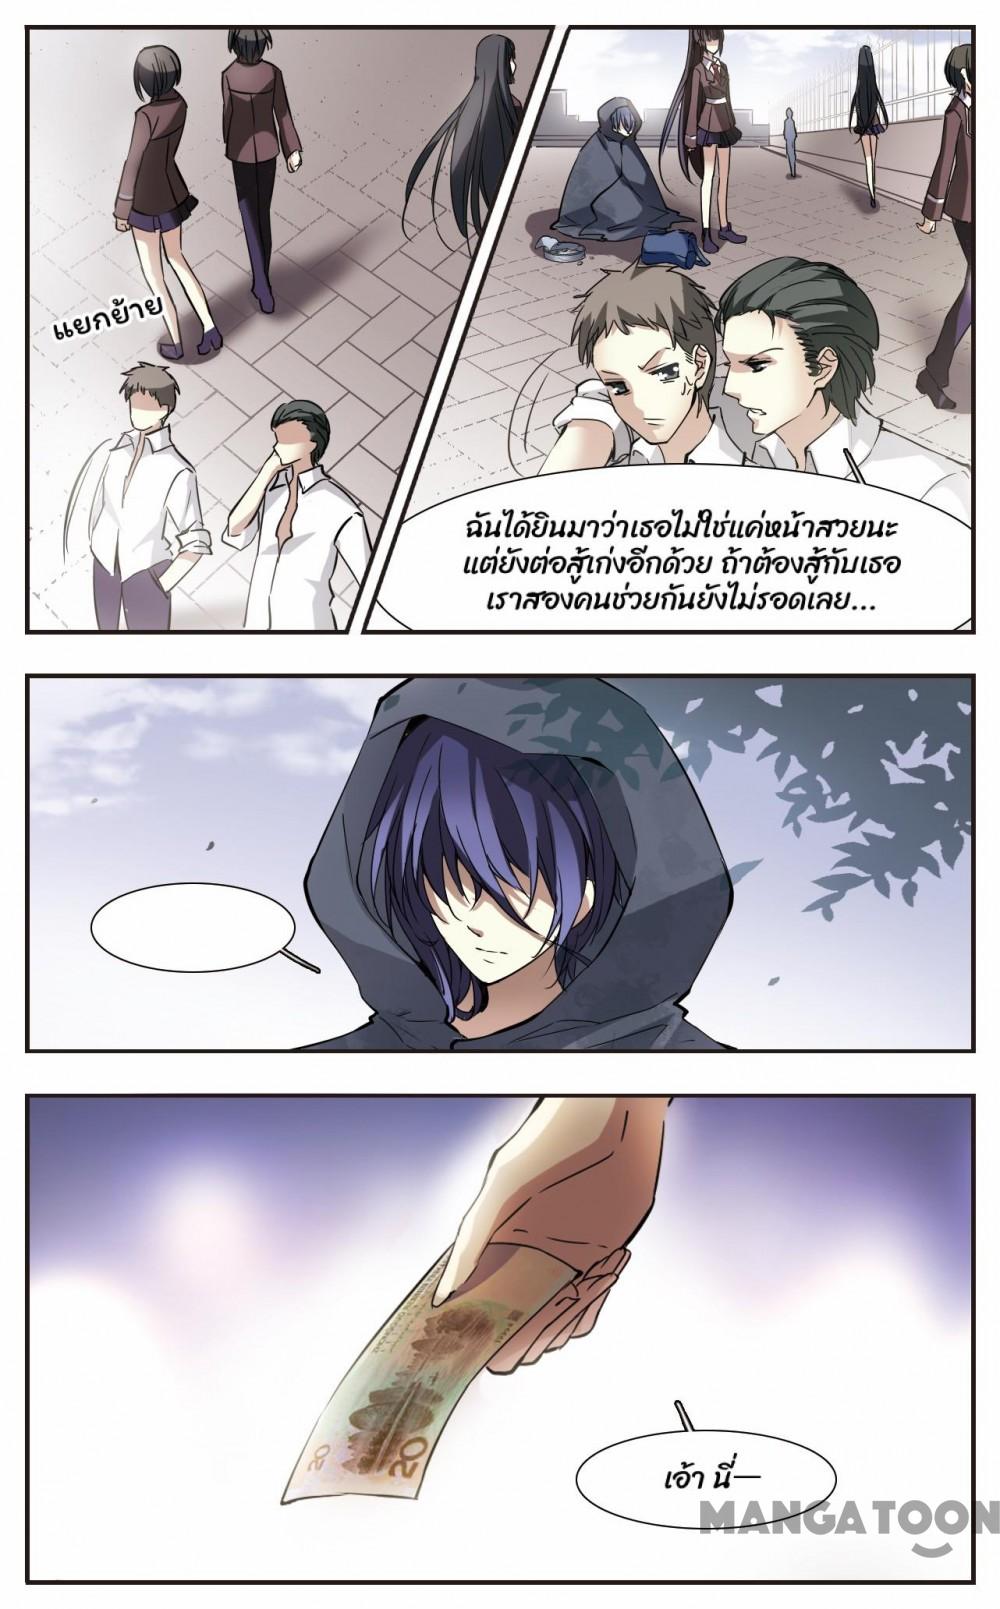 แยกย้าย
ฉันได้ยินมาว่าเธอไม่ใช่แค่หน้าสวยนะ
แต่ยังต่อสู้เก่งอีกด้วย ถ้าต้องสู้กับเธอ
เราสองคนช่วยกันยังไม่รอดเลย...
20
20
เอ้า นี่—
MANGATOON